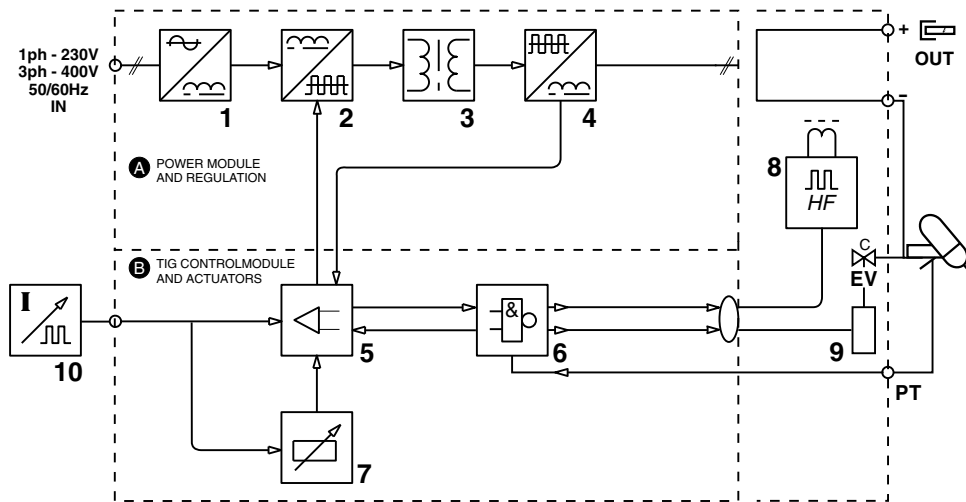 1ph - 230V
3ph - 400V
50/60Hz
IN
1
2
3
4
+
OUT
-
A POWER MODULE
AND REGULATION
8
HF
B TIG CONTROLMODULE
AND ACTUATORS
C
EV
I
&
10
5
6
9
PT
7